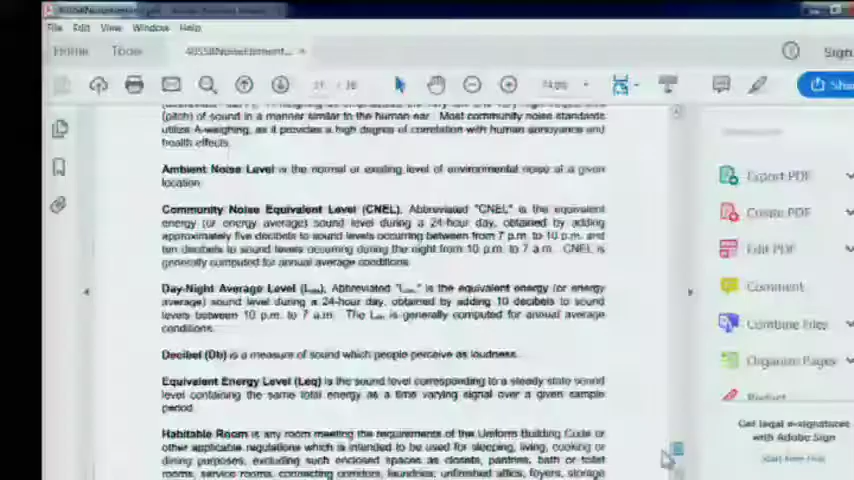 File Edit View Window Help
Home Tools 40558NoiseElement... × Sign
/ 36 Sha
(pitch) of sound in a manner similar to the human ear. Most community noise standards
utilize A-weighing, as it provides a high degree of correlation with human annoyance and
health effects.
Ambient Noise Level is the normal or existing level of environmental noise at a given
location.
Community Noise Equivalent Level (CNEL), Abbreviated "CNEL" is the equivalent
energy (or energy average) sound level during a 24-hour day, obtained by adding
approximately five decibels to sound levels occurring between from 7 p.m. to 10 p.m. and
ten decibels to sound levels occurring during the night from 10 p.m. to 7 a.m. CNEL is
generally computed for annual average conditions.
Day-Night Average Level (Ldn), Abbreviated "Ldn" is the equivalent energy (or energy
average) sound level during a 24-hour day, obtained by adding 10 decibels to sound
levels between 10 p.m. to 7 a.m. The Ldn is generally computed for annual average
conditions.
Decibel (Db) is a measure of sound which people perceive as loudness.
Equivalent Energy Level (Leq) is the sound level corresponding to a steady state sound
level containing the same total energy as a time varying signal over a given sample
period.
Habitable Room is any room meeting the requirements of the Uniform Building Code or
other applicable regulations which is intended to be used for sleeping, living, cooking or
dining purposes, excluding such enclosed spaces as closets, pantries, bath or toilet
rooms, service rooms, connecting corridors, laundries, unfinished attics, foyers, storage
Export PDF
Create PDF
Edit PDF
Comment
Combine Files
Organize Pages
Redact
Get legal e-signatures
with Adobe Sign
Start Free Trial